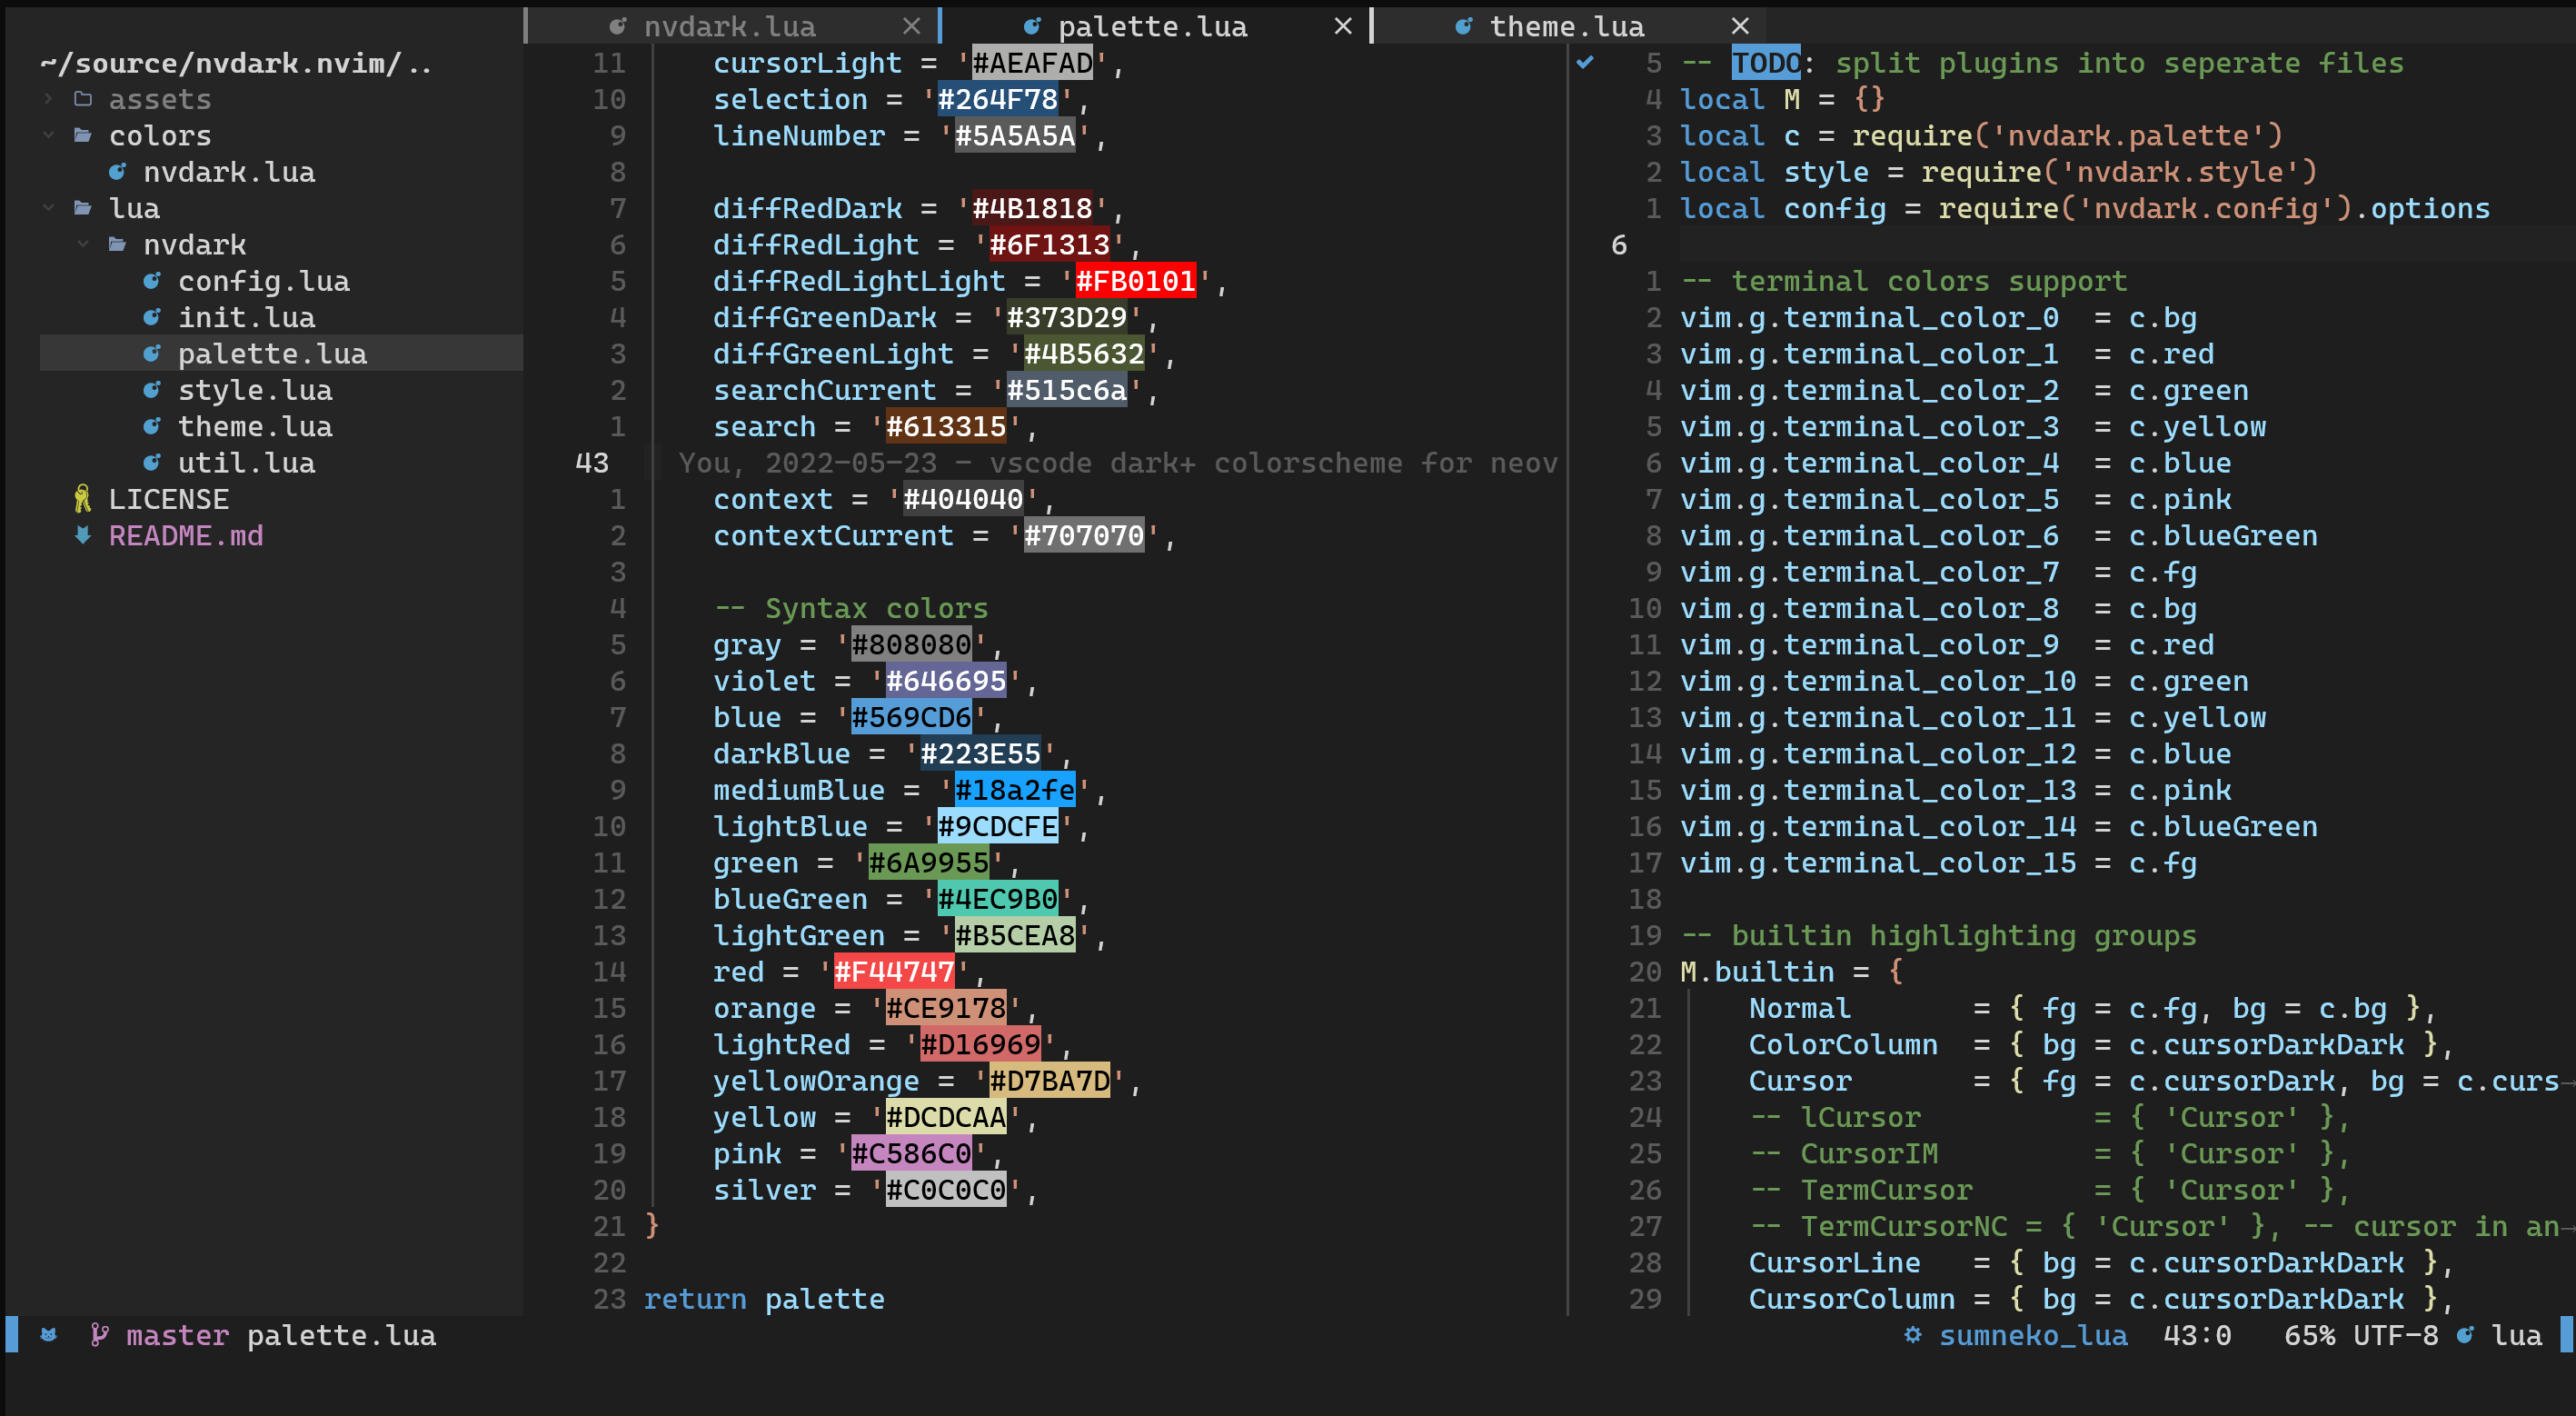 nvdark.lua ×
palette.lua ×
theme.lua ×
~/source/nvdark.nvim/..
assets
colors
nvdark.lua
lua
nvdark
config.lua
init.lua
palette.lua
style.lua
theme.lua
util.lua
LICENSE
README.md
11 cursorLight = '#AEAFAD',
10 selection = '#264F78',
9 lineNumber = '#5A5A5A',
8
7 diffRedDark = '#4B1818',
6 diffRedLight = '#6F1313',
5 diffRedLightLight = '#FB0101',
4 diffGreenDark = '#373D29',
3 diffGreenLight = '#4B5632',
2 searchCurrent = '#515c6a',
1 search = '#613315',
43 You, 2022-05-23 - vscode dark+ colorscheme for neov
1 context = '#404040',
2 contextCurrent = '#707070',
3
4 -- Syntax colors
5 gray = '#808080',
6 violet = '#646695',
7 blue = '#569CD6',
8 darkBlue = '#223E55',
9 mediumBlue = '#18a2fe',
10 lightBlue = '#9CDCFE',
11 green = '#6A9955',
12 blueGreen = '#4EC9B0',
13 lightGreen = '#B5CEA8',
14 red = '#F44747',
15 orange = '#CE9178',
16 lightRed = '#D16969',
17 yellowOrange = '#D7BA7D',
18 yellow = '#DCDCAA',
19 pink = '#C586C0',
20 silver = '#C0C0C0',
21 }
22
23 return palette
5 -- TODO: split plugins into seperate files
4 local M = {}
3 local c = require('nvdark.palette')
2 local style = require('nvdark.style')
1 local config = require('nvdark.config').options
6
1 -- terminal colors support
2 vim.g.terminal_color_0  = c.bg
3 vim.g.terminal_color_1  = c.red
4 vim.g.terminal_color_2  = c.green
5 vim.g.terminal_color_3  = c.yellow
6 vim.g.terminal_color_4  = c.blue
7 vim.g.terminal_color_5  = c.pink
8 vim.g.terminal_color_6  = c.blueGreen
9 vim.g.terminal_color_7  = c.fg
10 vim.g.terminal_color_8  = c.bg
11 vim.g.terminal_color_9  = c.red
12 vim.g.terminal_color_10 = c.green
13 vim.g.terminal_color_11 = c.yellow
14 vim.g.terminal_color_12 = c.blue
15 vim.g.terminal_color_13 = c.pink
16 vim.g.terminal_color_14 = c.blueGreen
17 vim.g.terminal_color_15 = c.fg
18
19 -- builtin highlighting groups
20 M.builtin = {
21 Normal       = { fg = c.fg, bg = c.bg },
22 ColorColumn  = { bg = c.cursorDarkDark },
23 Cursor       = { fg = c.cursorDark, bg = c.curs→
24 -- lCursor          = { 'Cursor' },
25 -- CursorIM         = { 'Cursor' },
26 -- TermCursor       = { 'Cursor' },
27 -- TermCursorNC = { 'Cursor' }, -- cursor in an→
28 CursorLine   = { bg = c.cursorDarkDark },
29 CursorColumn = { bg = c.cursorDarkDark },
master palette.lua
sumneko_lua 43:0 65% UTF-8 lua